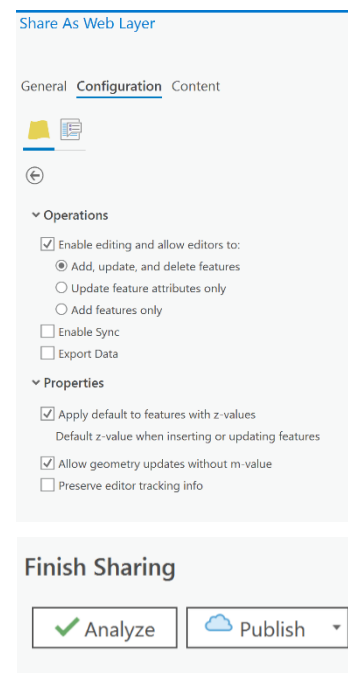 Share As Web Layer
General Configuration Content
Operations
Enable editing and allow editors to:
Add, update, and delete features
Update feature attributes only
Add features only
Enable Sync
Export Data
Properties
Apply default to features with z-values
Default z-value when inserting or updating features
Allow geometry updates without m-value
Preserve editor tracking info
Finish Sharing
Analyze Publish